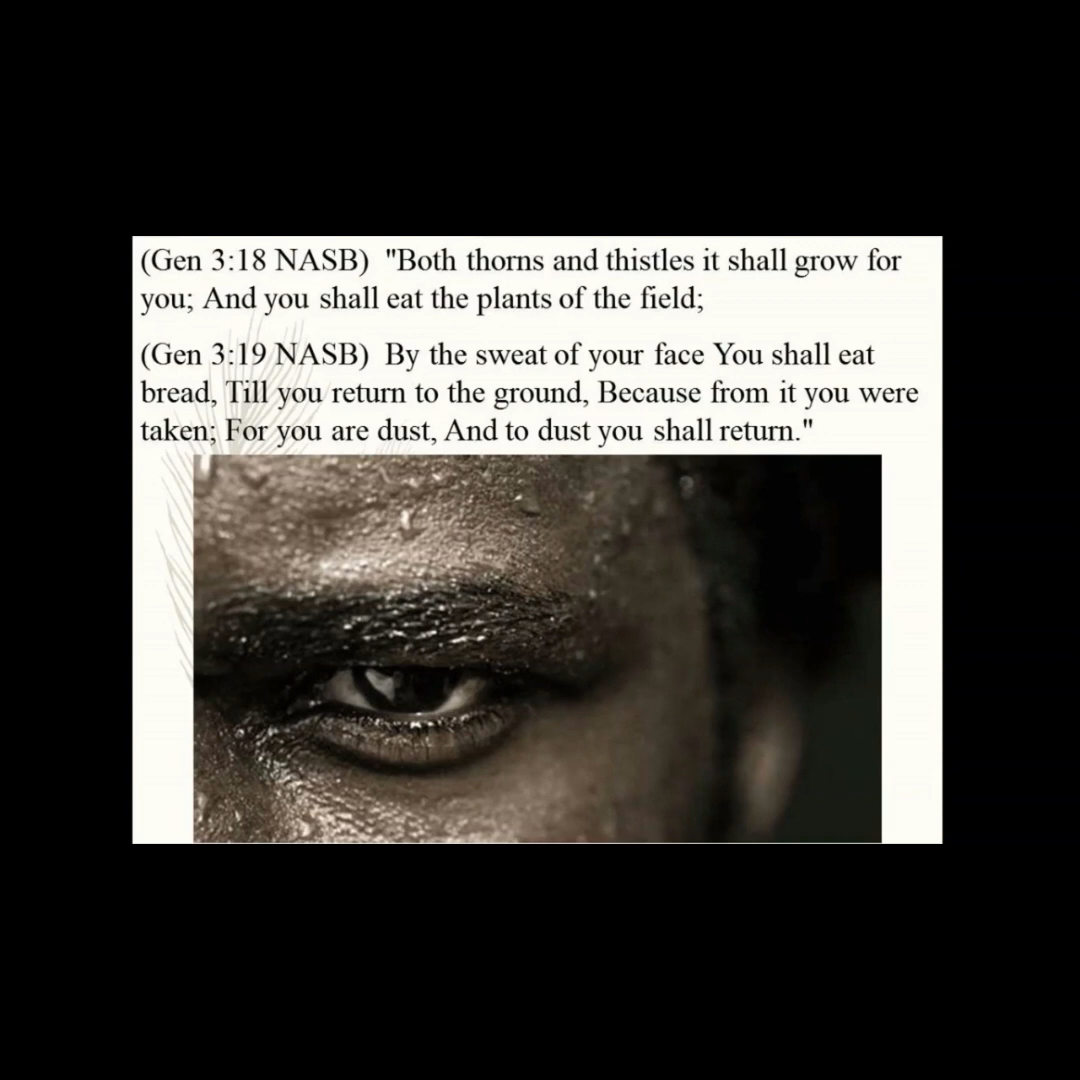 (Gen 3:18 NASB)  "Both thorns and thistles it shall grow for
you; And you shall eat the plants of the field;
(Gen 3:19 NASB)  By the sweat of your face You shall eat
bread, Till you return to the ground, Because from it you were
taken; For you are dust, And to dust you shall return."